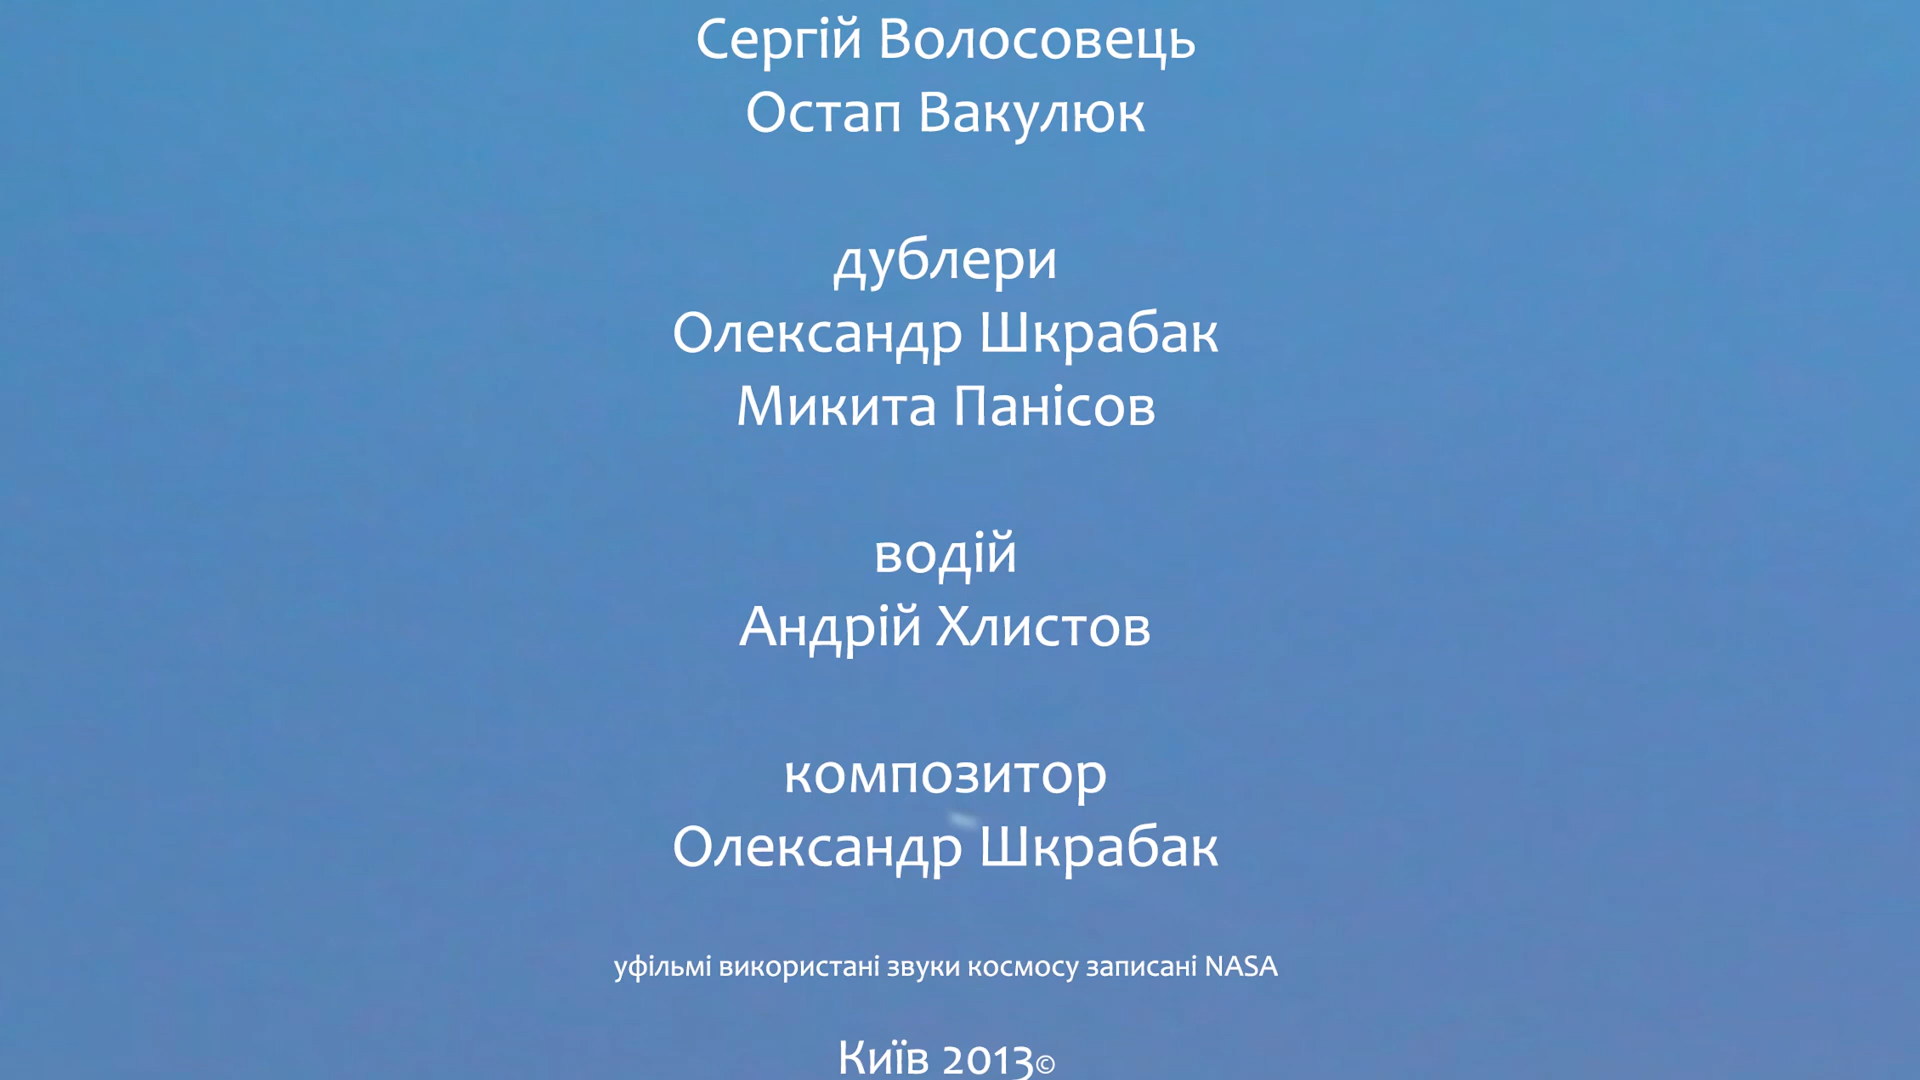 Сергій Волосовець
Остап Вакулюк
дублери
Олександр Шкрабак
Микита Панісов
водій
Андрій Хлистов
композитор
Олександр Шкрабак
уфільмі використані звуки космосу записані NASA
Київ 2013©